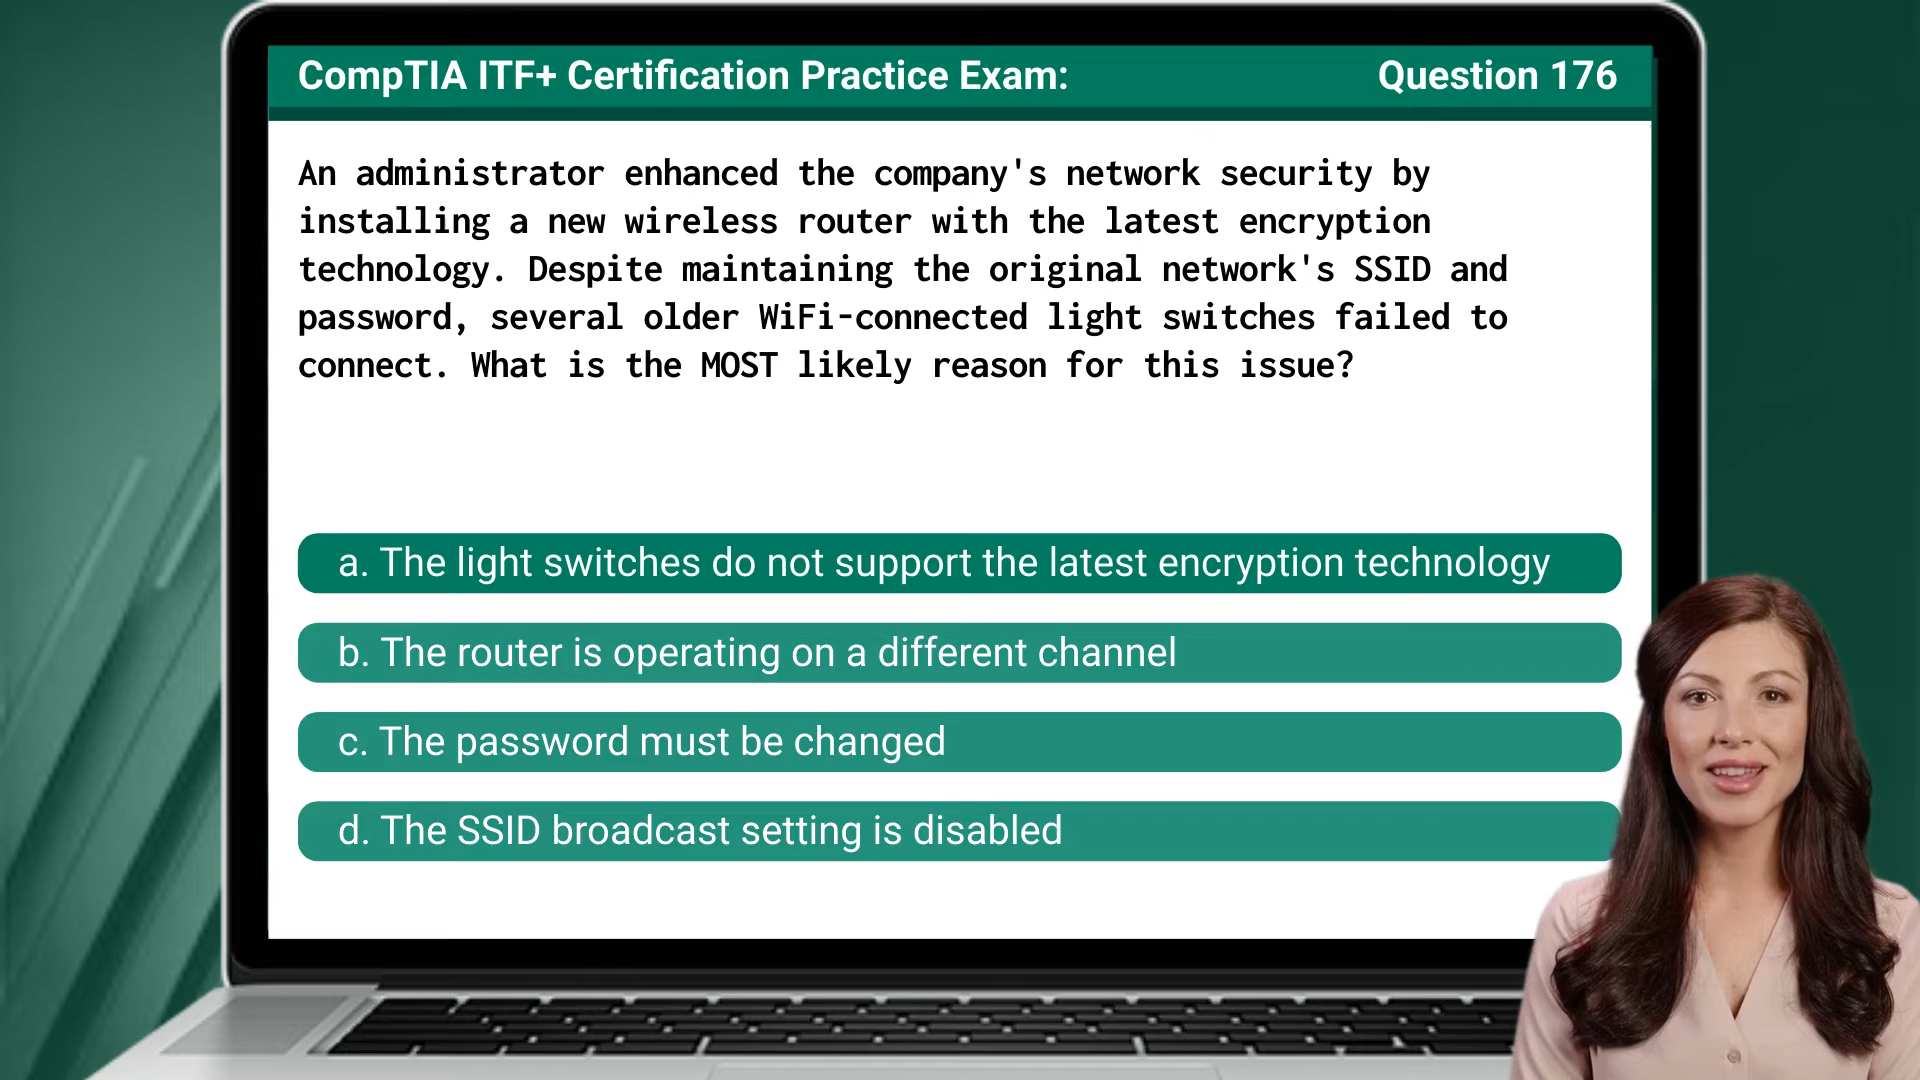 CompTIA ITF+ Certification Practice Exam:
Question 176
An administrator enhanced the company's network security by
installing a new wireless router with the latest encryption
technology. Despite maintaining the original network's SSID and
password, several older WiFi-connected light switches failed to
connect. What is the MOST likely reason for this issue?
a. The light switches do not support the latest encryption technology
b. The router is operating on a different channel
c. The password must be changed
d. The SSID broadcast setting is disabled